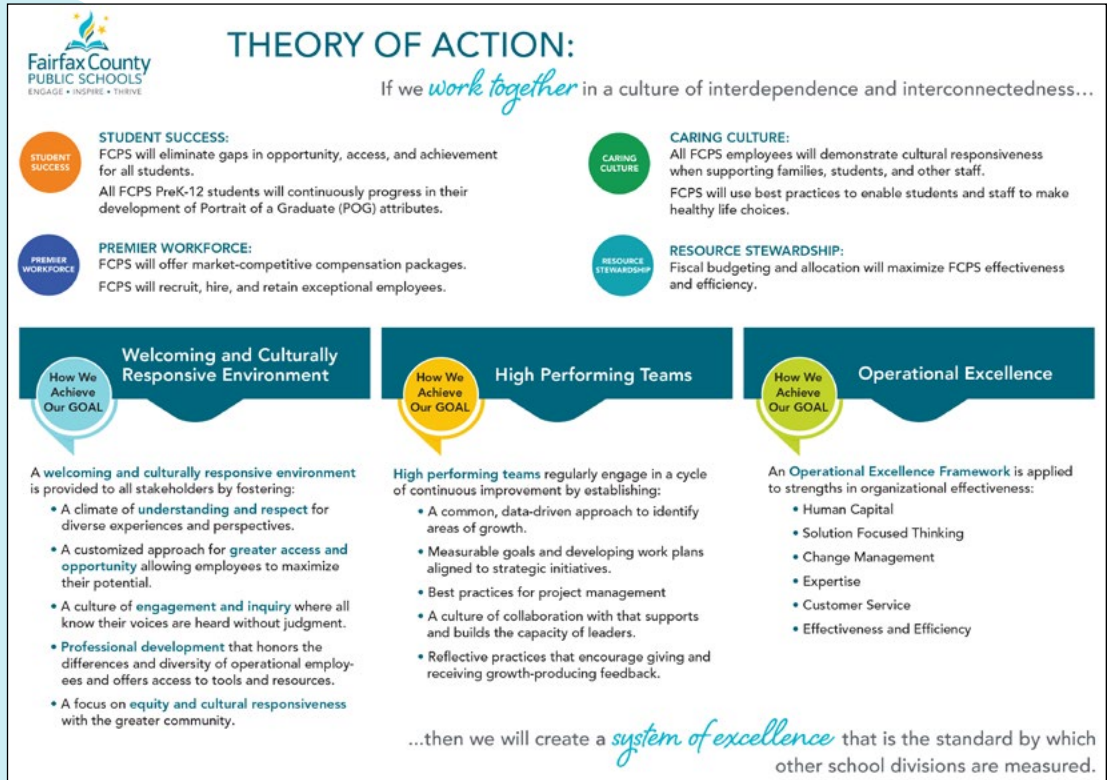 Fairfax County
PUBLIC SCHOOLS
ENGAGE • INSPIRE • THRIVE
THEORY OF ACTION:
If we work together in a culture of interdependence and interconnectedness...
STUDENT
SUCCESS
STUDENT SUCCESS:
FCPS will eliminate gaps in opportunity, access, and achievement
for all students.
All FCPS PreK-12 students will continuously progress in their
development of Portrait of a Graduate (POG) attributes.
PREMIER
WORKFORCE
PREMIER WORKFORCE:
FCPS will offer market-competitive compensation packages.
FCPS will recruit, hire, and retain exceptional employees.
CARING
CULTURE
CARING CULTURE:
All FCPS employees will demonstrate cultural responsiveness
when supporting families, students, and other staff.
FCPS will use best practices to enable students and staff to make
healthy life choices.
RESOURCE
STEWARDSHIP
RESOURCE STEWARDSHIP:
Fiscal budgeting and allocation will maximize FCPS effectiveness
and efficiency.
How We
Achieve
Our GOAL
Welcoming and Culturally
Responsive Environment
A welcoming and culturally responsive environment
is provided to all stakeholders by fostering:
• A climate of understanding and respect for
diverse experiences and perspectives.
• A customized approach for greater access and
opportunity allowing employees to maximize
their potential.
• A culture of engagement and inquiry where all
know their voices are heard without judgment.
• Professional development that honors the
differences and diversity of operational employ-
ees and offers access to tools and resources.
• A focus on equity and cultural responsiveness
with the greater community.
How We
Achieve
Our GOAL
High Performing Teams
High performing teams regularly engage in a cycle
of continuous improvement by establishing:
• A common, data-driven approach to identify
areas of growth.
• Measurable goals and developing work plans
aligned to strategic initiatives.
• Best practices for project management
• A culture of collaboration with that supports
and builds the capacity of leaders.
• Reflective practices that encourage giving and
receiving growth-producing feedback.
How We
Achieve
Our GOAL
Operational Excellence
An Operational Excellence Framework is applied
to strengths in organizational effectiveness:
• Human Capital
• Solution Focused Thinking
• Change Management
• Expertise
• Customer Service
• Effectiveness and Efficiency
...then we will create a system of excellence that is the standard by which
other school divisions are measured.